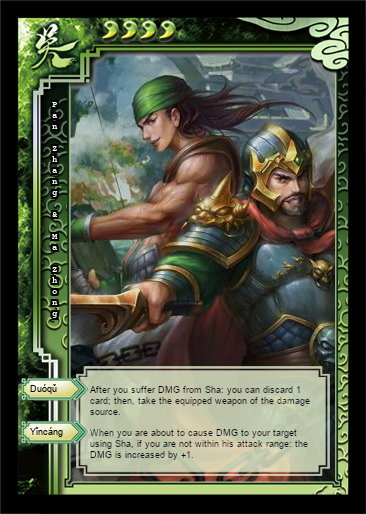 吳
Pan Zhang & Ma Zhong
Duóqǔ
After you suffer DMG from Sha: you can discard 1
card; then, take the equipped weapon of the damage
source.
Yǐncáng
When you are about to cause DMG to your target
using Sha, if you are not within his attack range: the
DMG is increased by +1.